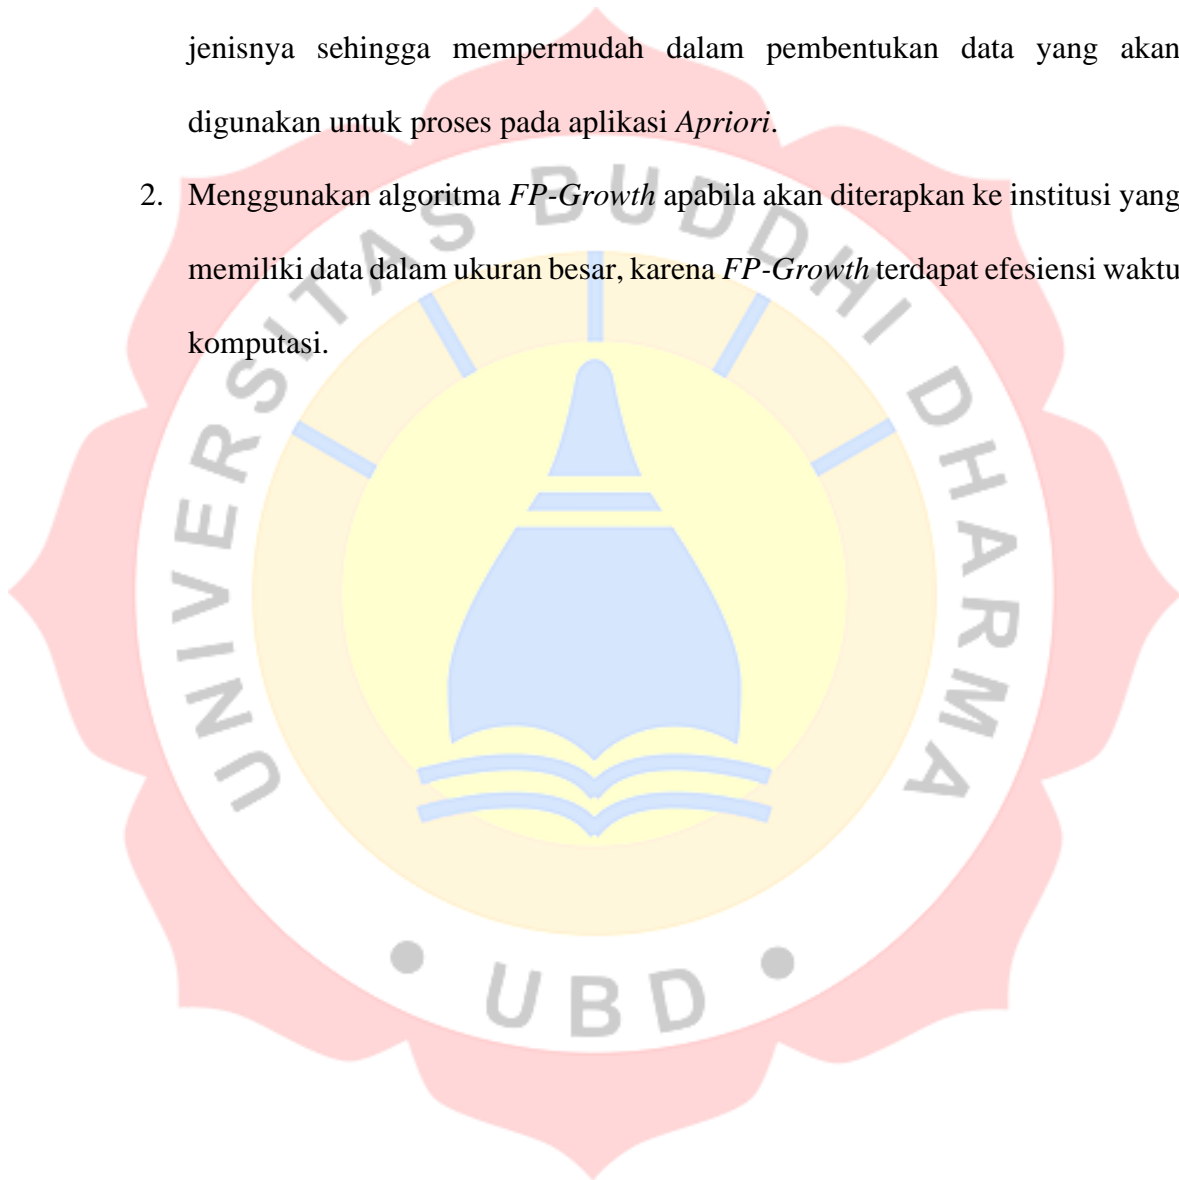 jenisnya sehingga mempermudah dalam pembentukan data yang akan
digunakan untuk proses pada aplikasi Apriori.
2. Menggunakan algoritma FP-Growth apabila akan diterapkan ke institusi yang
memiliki data dalam ukuran besar, karena FP-Growth terdapat efesiensi waktu
komputasi.
UNIVERSITAS BUDDHI DHARMA
• UBD •